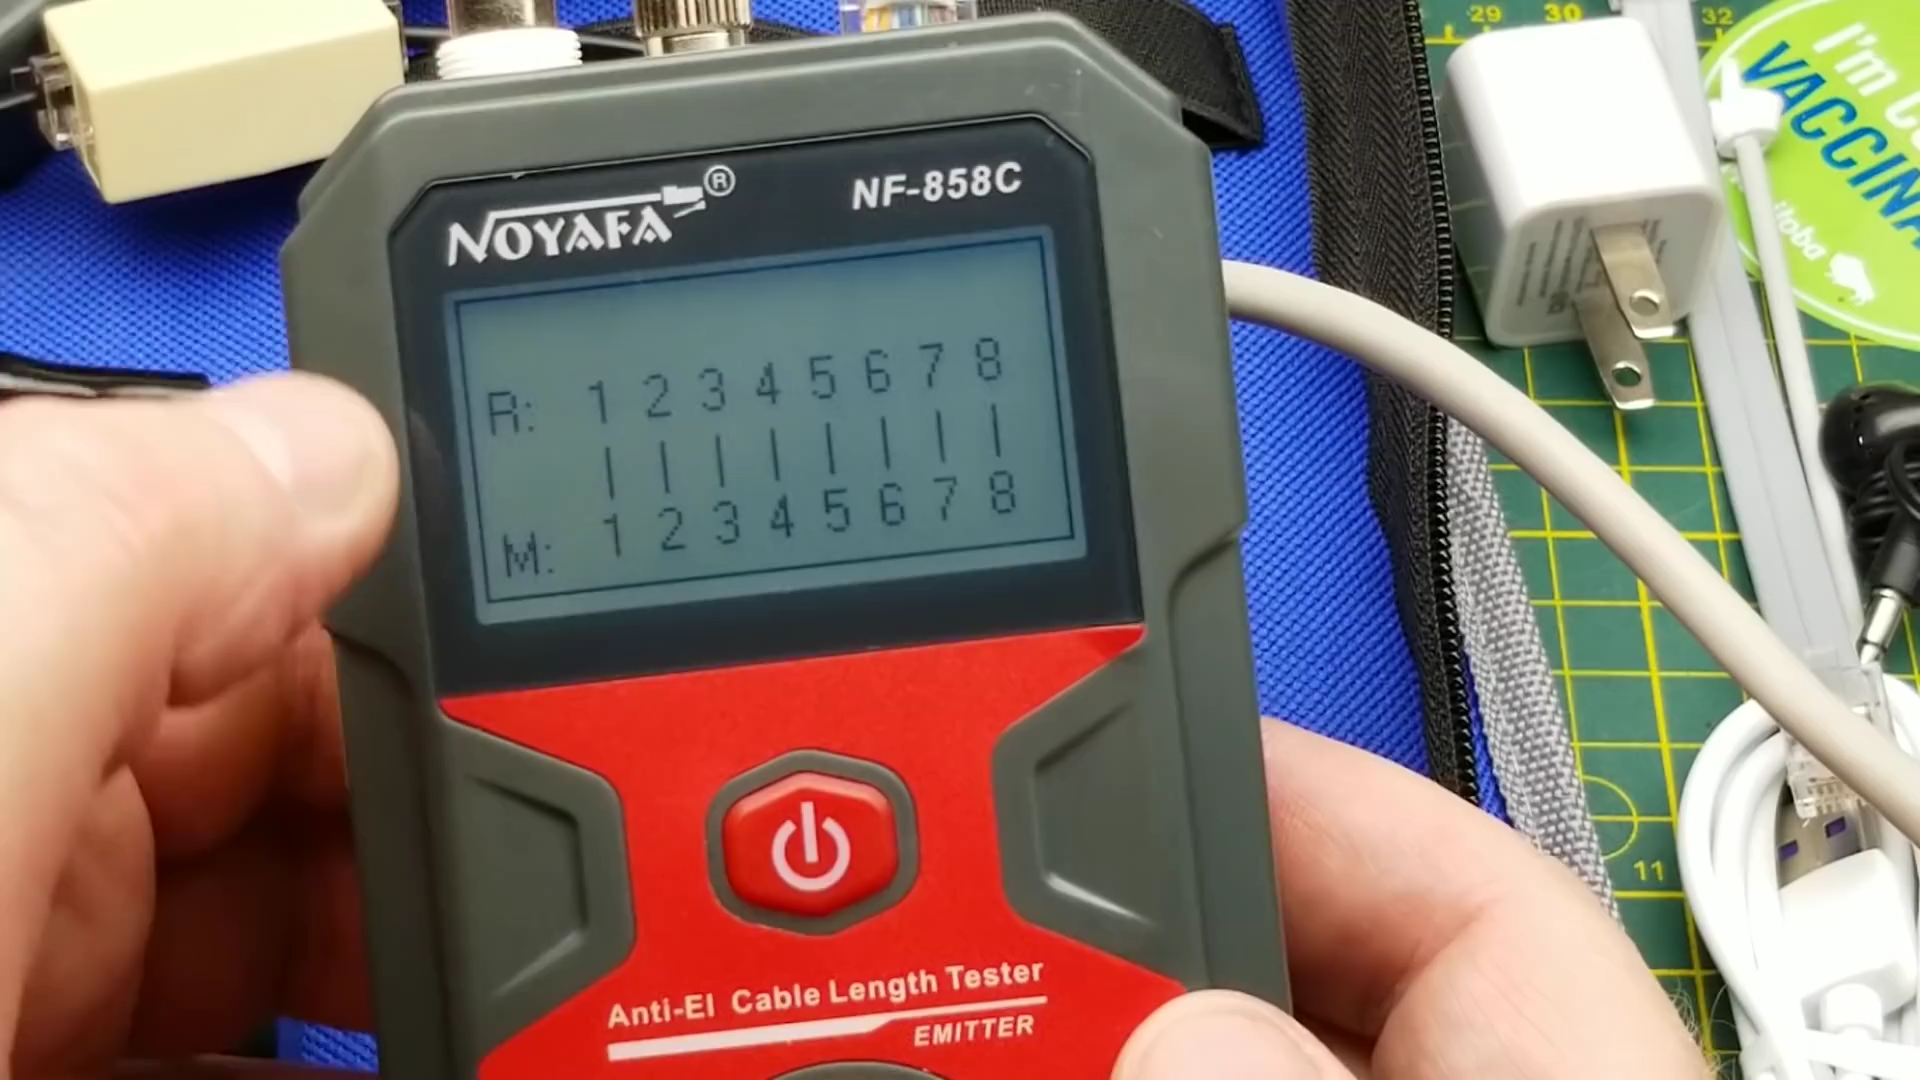 29 30 32
I'm
VACCINA
itoba
NOYAFA®
NF-858C
R: 1 2 3 4 5 6 7 8
| | | | | | | |
M: 1 2 3 4 5 6 7 8
11
Anti-EI Cable Length Tester
EMITTER